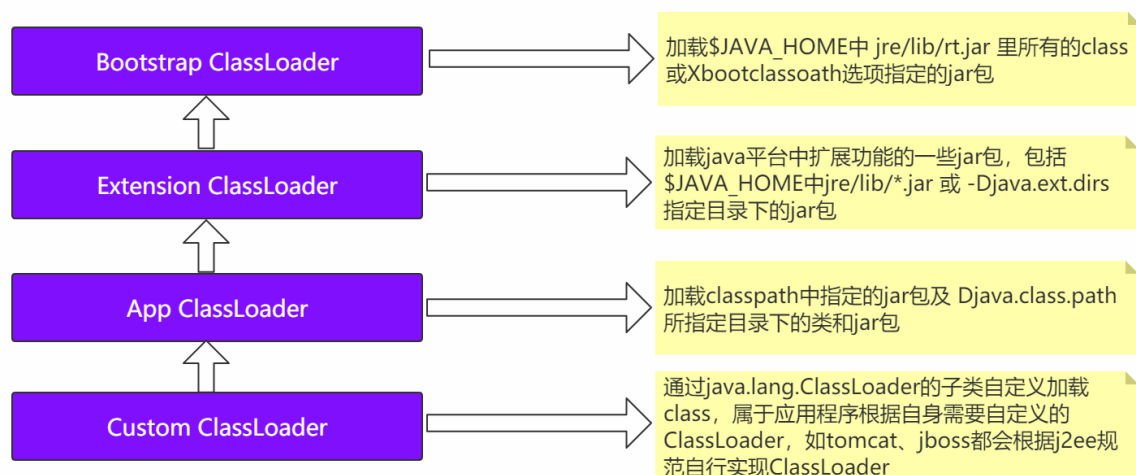 Bootstrap ClassLoader
加载$JAVA_HOME中 jre/lib/rt.jar 里所有的class
或Xbootclassoath选项指定的jar包
Extension ClassLoader
加载java平台中扩展功能的一些jar包，包括
$JAVA_HOME中jre/lib/*.jar 或 -Djava.ext.dirs
指定目录下的jar包
App ClassLoader
加载classpath中指定的jar包及 Djava.class.path
所指定目录下的类和jar包
Custom ClassLoader
通过java.lang.ClassLoader的子类自定义加载
class，属于应用程序根据自身需要自定义的
ClassLoader，如tomcat、jboss都会根据j2ee规
范自行实现ClassLoader